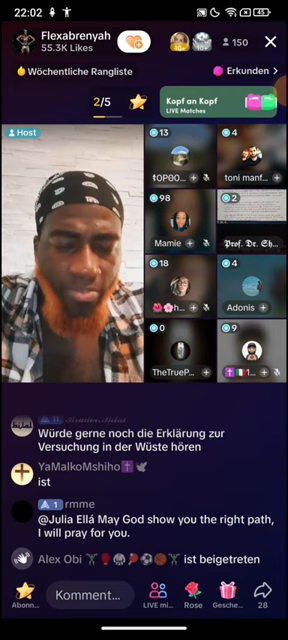 22:02
45
Flexabrenyah
55.3K Likes
150
Wöchentliche Rangliste
Erkunden >
2/5
Kopf an Kopf
LIVE Matches
Host
13
4
toni manf...
98
Mamie
2
Prof. Dr. Sh...
18
4
Adonis
0
TheTrueP...
9
Würde gerne noch die Erklärung zur
Versuchung in der Wüste hören
YaMalkoMshiho✝️🕊
ist
1 rmme
@Julia Ellá May God show you the right path,
I will pray for you.
Alex Obi ist beigetreten
Abonn...
Komment...
LIVE mi...
Rose
Gesche...
28